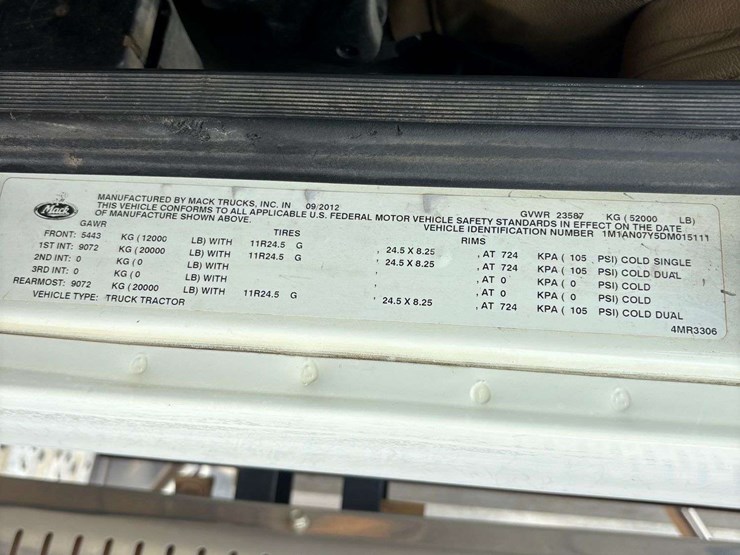 Mack
MANUFACTURED BY MACK TRUCKS, INC. IN 09/2012 GVWR 23587 KG ( 52000 LB)
THIS VEHICLE CONFORMS TO ALL APPLICABLE U.S. FEDERAL MOTOR VEHICLE SAFETY STANDARDS IN EFFECT ON THE DATE
OF MANUFACTURE SHOWN ABOVE. VEHICLE IDENTIFICATION NUMBER 1M1AN07Y5DM015111
GAWR TIRES RIMS
FRONT: 5443 KG ( 12000 LB) WITH 11R24.5 G , 24.5 X 8.25 , AT 724 KPA ( 105 PSI) COLD SINGLE
1ST INT: 9072 KG ( 20000 LB) WITH 11R24.5 G , 24.5 X 8.25 , AT 724 KPA ( 105 PSI) COLD DUAL
2ND INT: 0 KG ( 0 LB) WITH , , AT 0 KPA ( 0 PSI) COLD
3RD INT: 0 KG ( 0 LB) WITH , , AT 0 KPA ( 0 PSI) COLD
REARMOST: 9072 KG ( 20000 LB) WITH 11R24.5 G , 24.5 X 8.25 , AT 724 KPA ( 105 PSI) COLD DUAL
VEHICLE TYPE: TRUCK TRACTOR
4MR3306